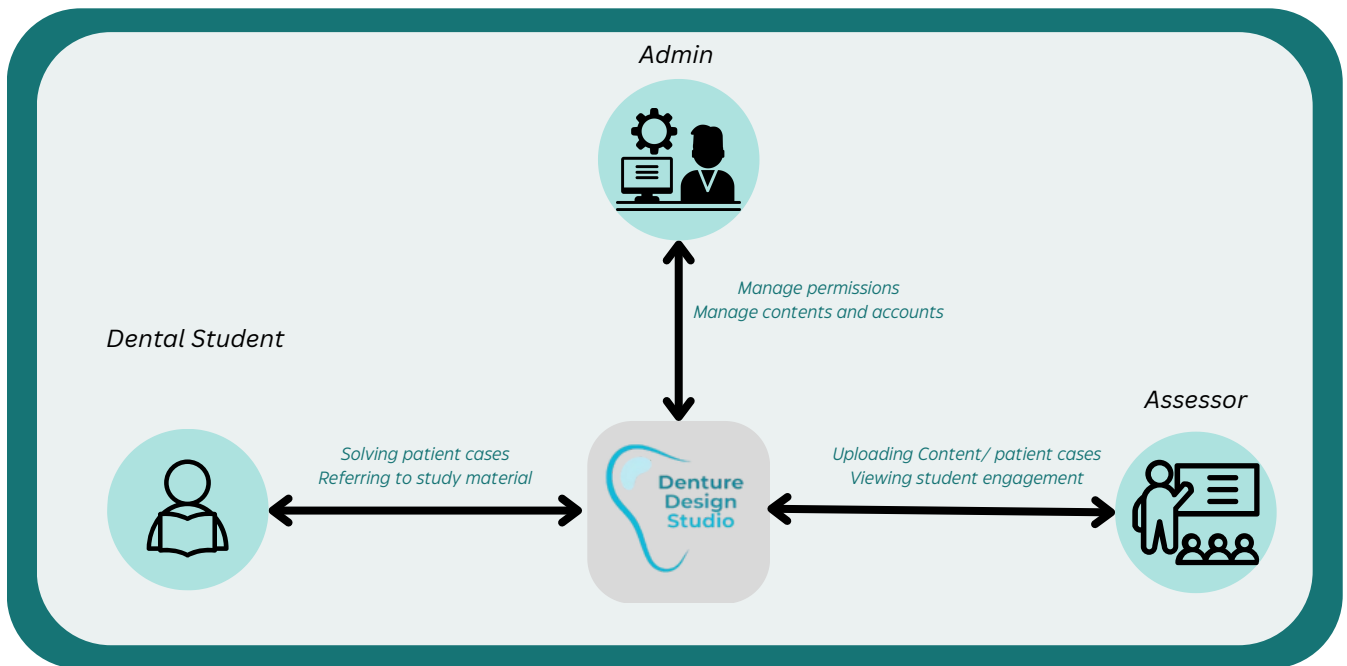 Admin
Manage permissions
Manage contents and accounts
Dental Student
Assessor
Solving patient cases
Referring to study material
Denture
Design
Studio
Uploading Content/ patient cases
Viewing student engagement